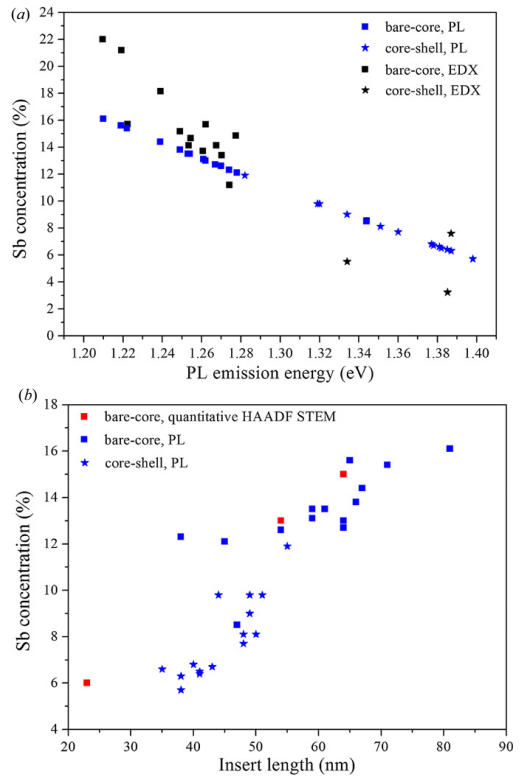 (a)
bare-core, PL
core-shell, PL
bare-core, EDX
core-shell, EDX
Sb concentration (%)
24
22
20
18
16
14
12
10
8
6
4
2
0
1.20 1.22 1.24 1.26 1.28 1.30 1.32 1.34 1.36 1.38 1.40
PL emission energy (eV)
(b)
bare-core, quantitative HAADF STEM
bare-core, PL
core-shell, PL
Sb concentration (%)
18
16
14
12
10
8
6
4
20 30 40 50 60 70 80 90
Insert length (nm)